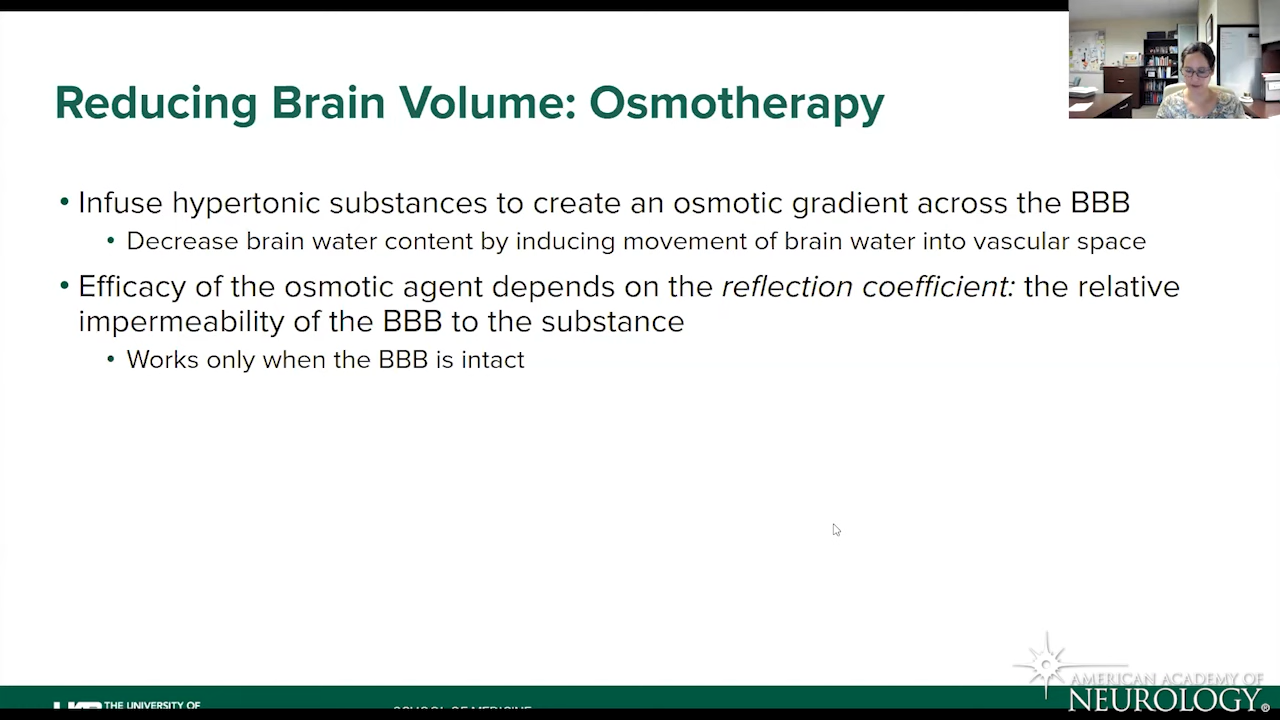 Reducing Brain Volume: Osmotherapy
• Infuse hypertonic substances to create an osmotic gradient across the BBB
• Decrease brain water content by inducing movement of brain water into vascular space
• Efficacy of the osmotic agent depends on the reflection coefficient: the relative
impermeability of the BBB to the substance
• Works only when the BBB is intact
AMERICAN ACADEMY OF
NEUROLOGY®
THE UNIVERSITY OF
SCHOOL OF MEDICINE